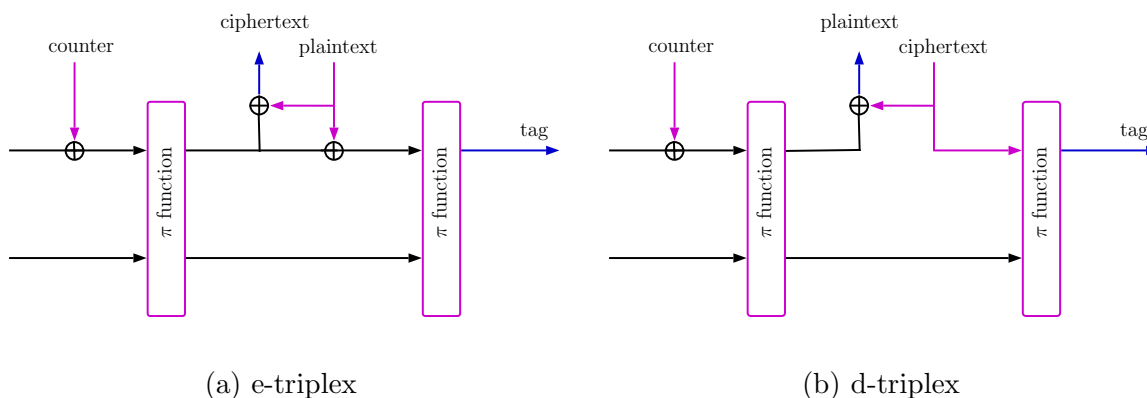 ciphertext
plaintext
counter
plaintext
counter
ciphertext
π function
π function
tag
π function
π function
tag
(a) e-triplex
(b) d-triplex